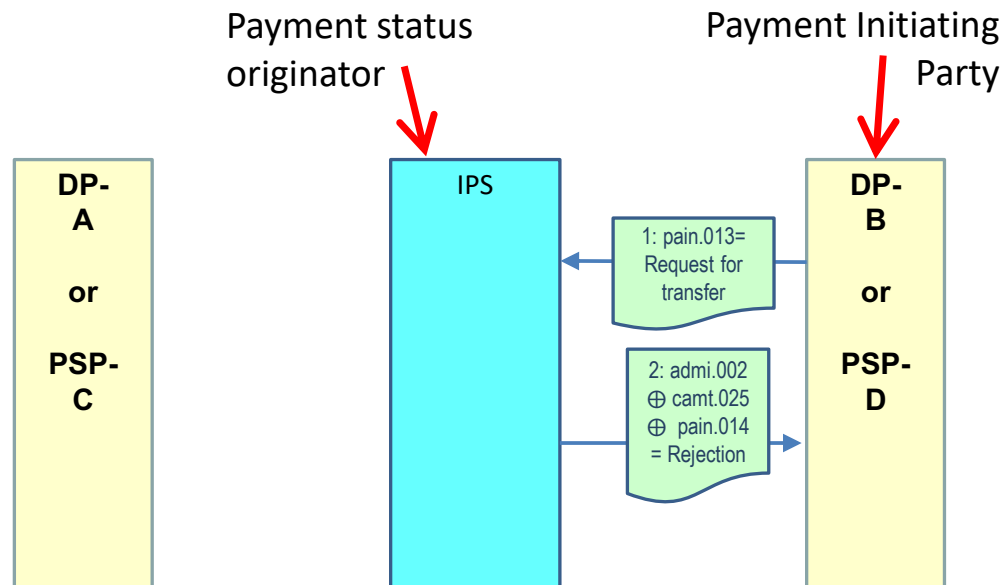 Payment status
originator
Payment Initiating
Party
DP-
A
or
PSP-
C
IPS
1: pain.013=
Request for
transfer
2: admi.002
⊕ camt.025
⊕ pain.014
= Rejection
DP-
B
or
PSP-
D